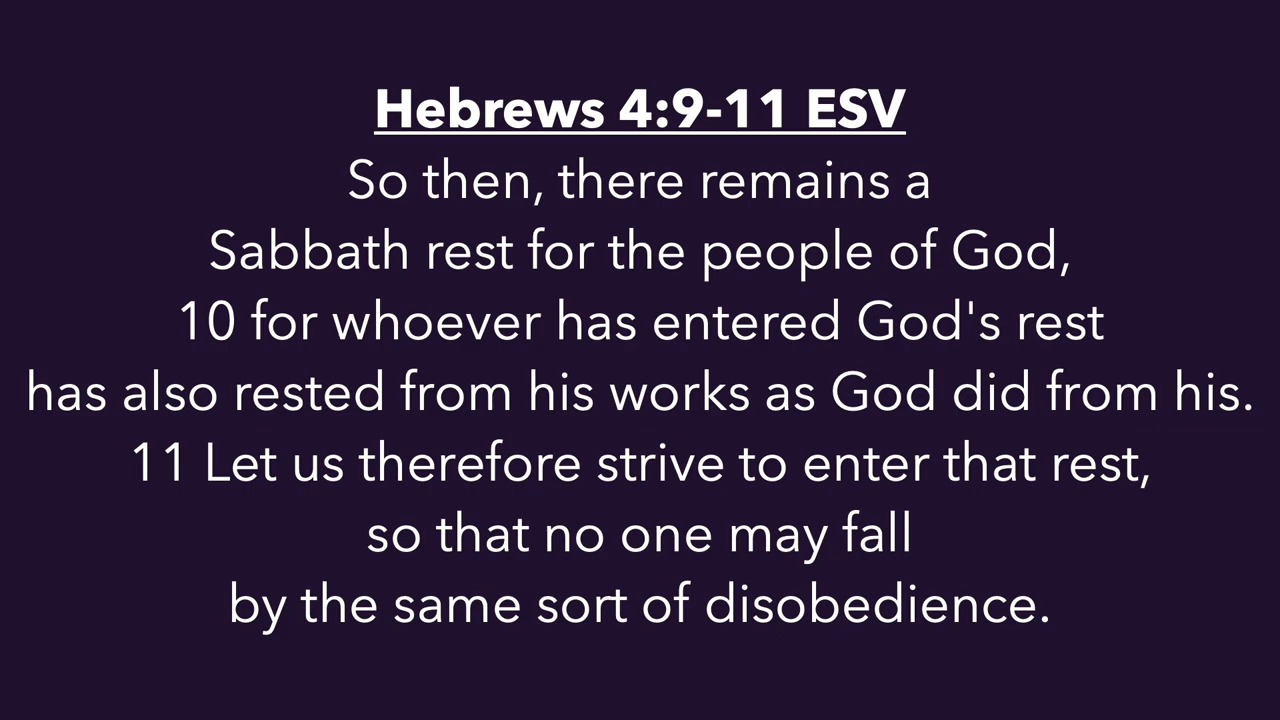 Hebrews 4:9-11 ESV
So then, there remains a
Sabbath rest for the people of God,
10 for whoever has entered God's rest
has also rested from his works as God did from his.
11 Let us therefore strive to enter that rest,
so that no one may fall
by the same sort of disobedience.